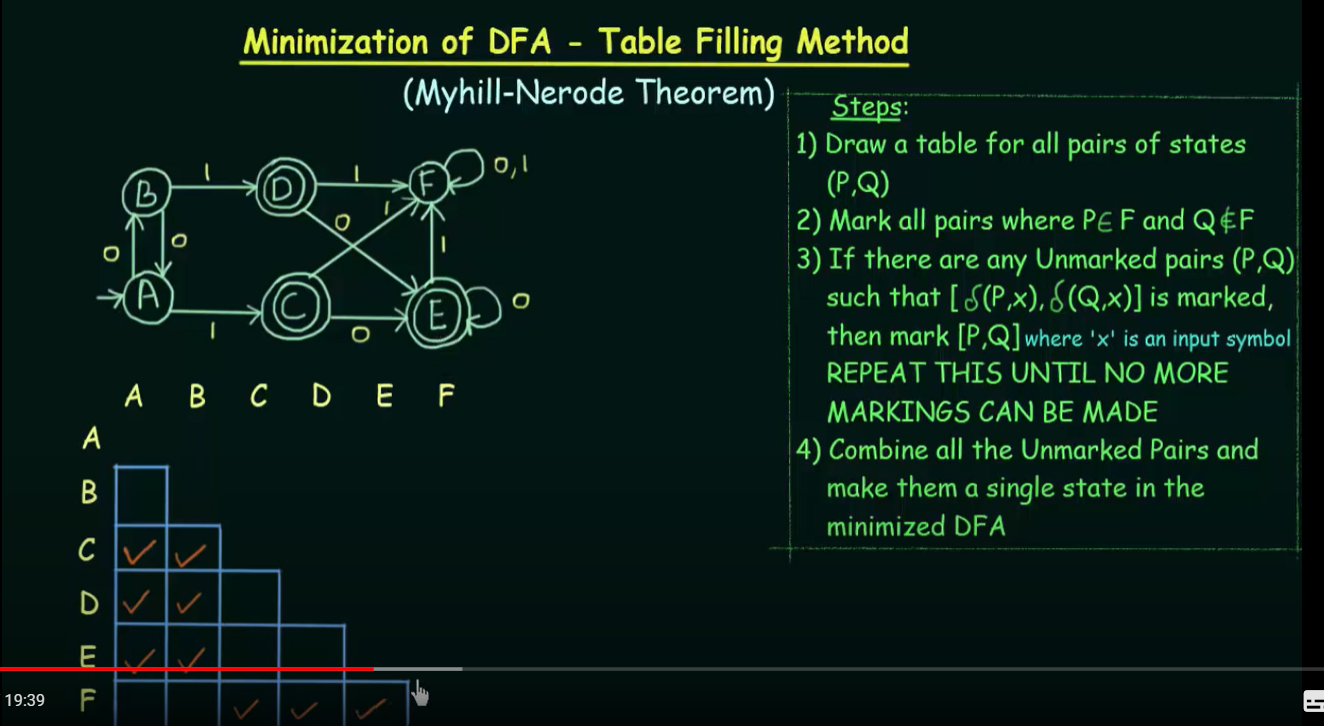 Minimization of DFA - Table Filling Method
(Myhill-Nerode Theorem)
Steps:
1) Draw a table for all pairs of states
(P,Q)
2) Mark all pairs where P∈F and Q∉F
3) If there are any Unmarked pairs (P,Q)
such that [δ(P,x), δ(Q,x)] is marked,
then mark [P,Q] where 'x' is an input symbol
REPEAT THIS UNTIL NO MORE
MARKINGS CAN BE MADE
4) Combine all the Unmarked Pairs and
make them a single state in the
minimized DFA
B 1 D 1 F 0,1
0 0 0 1 1
A 1 C 0 E 0
A B C D E F
A
B
C ✓ ✓
D ✓ ✓
E ✓ ✓
F ✓ ✓ ✓
19:39